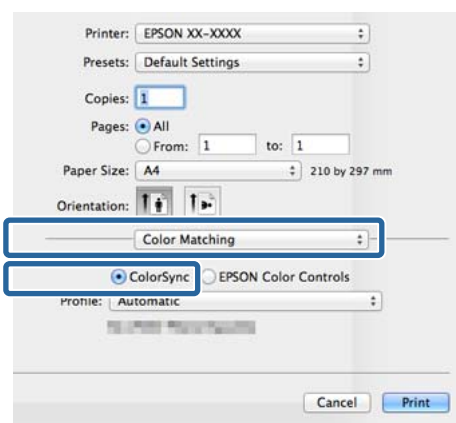 Printer: EPSON XX-XXXX
Presets: Default Settings
Copies: 1
Pages: All
From: 1 to: 1
Paper Size: A4 210 by 297 mm
Orientation:
Color Matching
ColorSync EPSON Color Controls
Profile: Automatic
Cancel Print